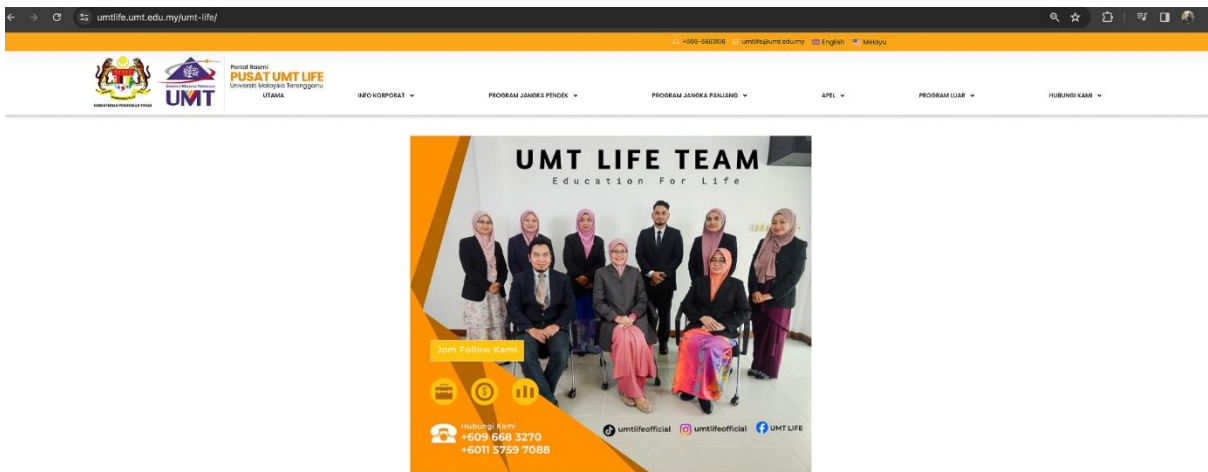 umtlife.umt.edu.my/umt-life/
umtlife@umt.edu.my English Melayu
Portal Rasmi
PUSAT UMT LIFE
Universiti Malaysia Terengganu
UMT
UTAMA INFO KORPORAT PROGRAM JANGKA PENDEK PROGRAM JANGKA PANJANG APEL PROGRAM LUAR HUBUNGI KAMI
UMT LIFE TEAM
Education For Life
Jom Follow Kami
Hubungi Kami
+609 668 3270
+6011 5759 7088
umtlifeofficial umtlifeofficial UMT LIFE